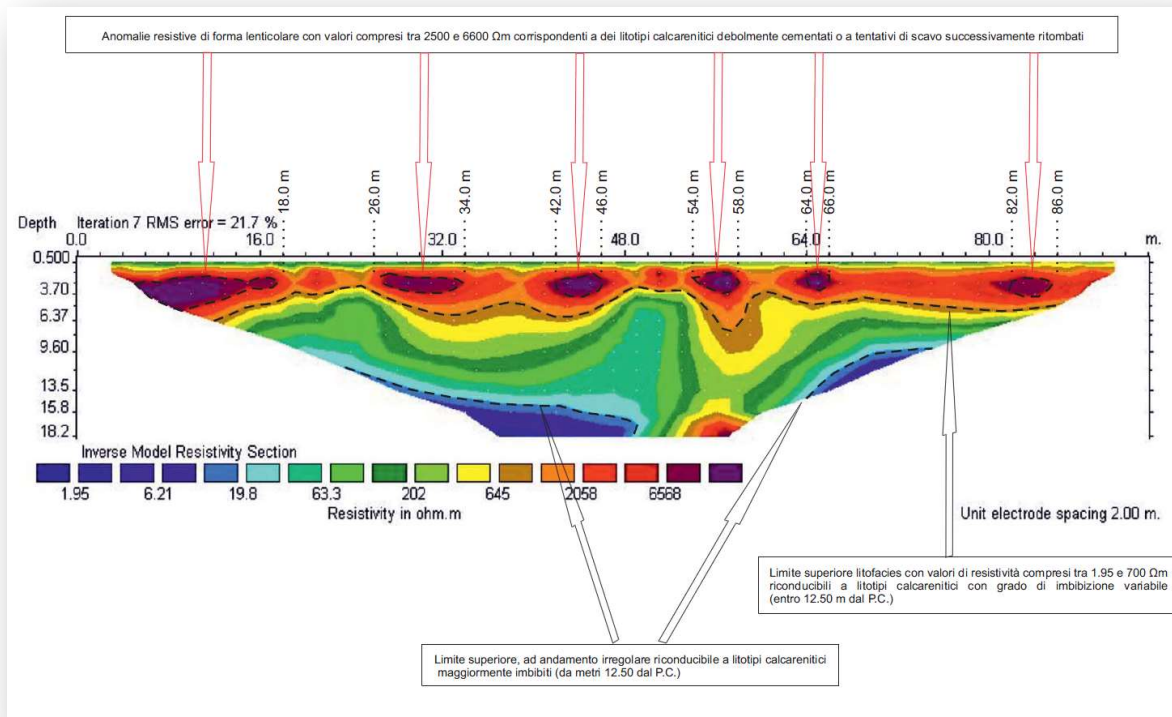 Anomalie resistive di forma lenticolare con valori compresi tra 2500 e 6600 Ωm corrispondenti a dei litotipi calcarenitici debolmente cementati o a tentativi di scavo successivamente ritombati
18.0 m
26.0 m
34.0 m
42.0 m
46.0 m
54.0 m
58.0 m
64.0 m
66.0 m
82.0 m
86.0 m
Depth Iteration 7 RMS error = 21.7 %
0.0 16.0 32.0 48.0 64.0 80.0 m.
0.500
3.70
6.37
9.60
13.5
15.8
18.2
Inverse Model Resistivity Section
1.95 6.21 19.8 63.3 202 645 2058 6568
Resistivity in ohm.m
Unit electrode spacing 2.00 m.
Limite superiore litofacies con valori di resistività compresi tra 1.95 e 700 Ωm
riconducibili a litotipi calcarenitici con grado di imbibizione variabile
(entro 12.50 m dal P.C.)
Limite superiore, ad andamento irregolare riconducibile a litotipi calcarenitici
maggiormente imbibiti (da metri 12.50 dal P.C.)